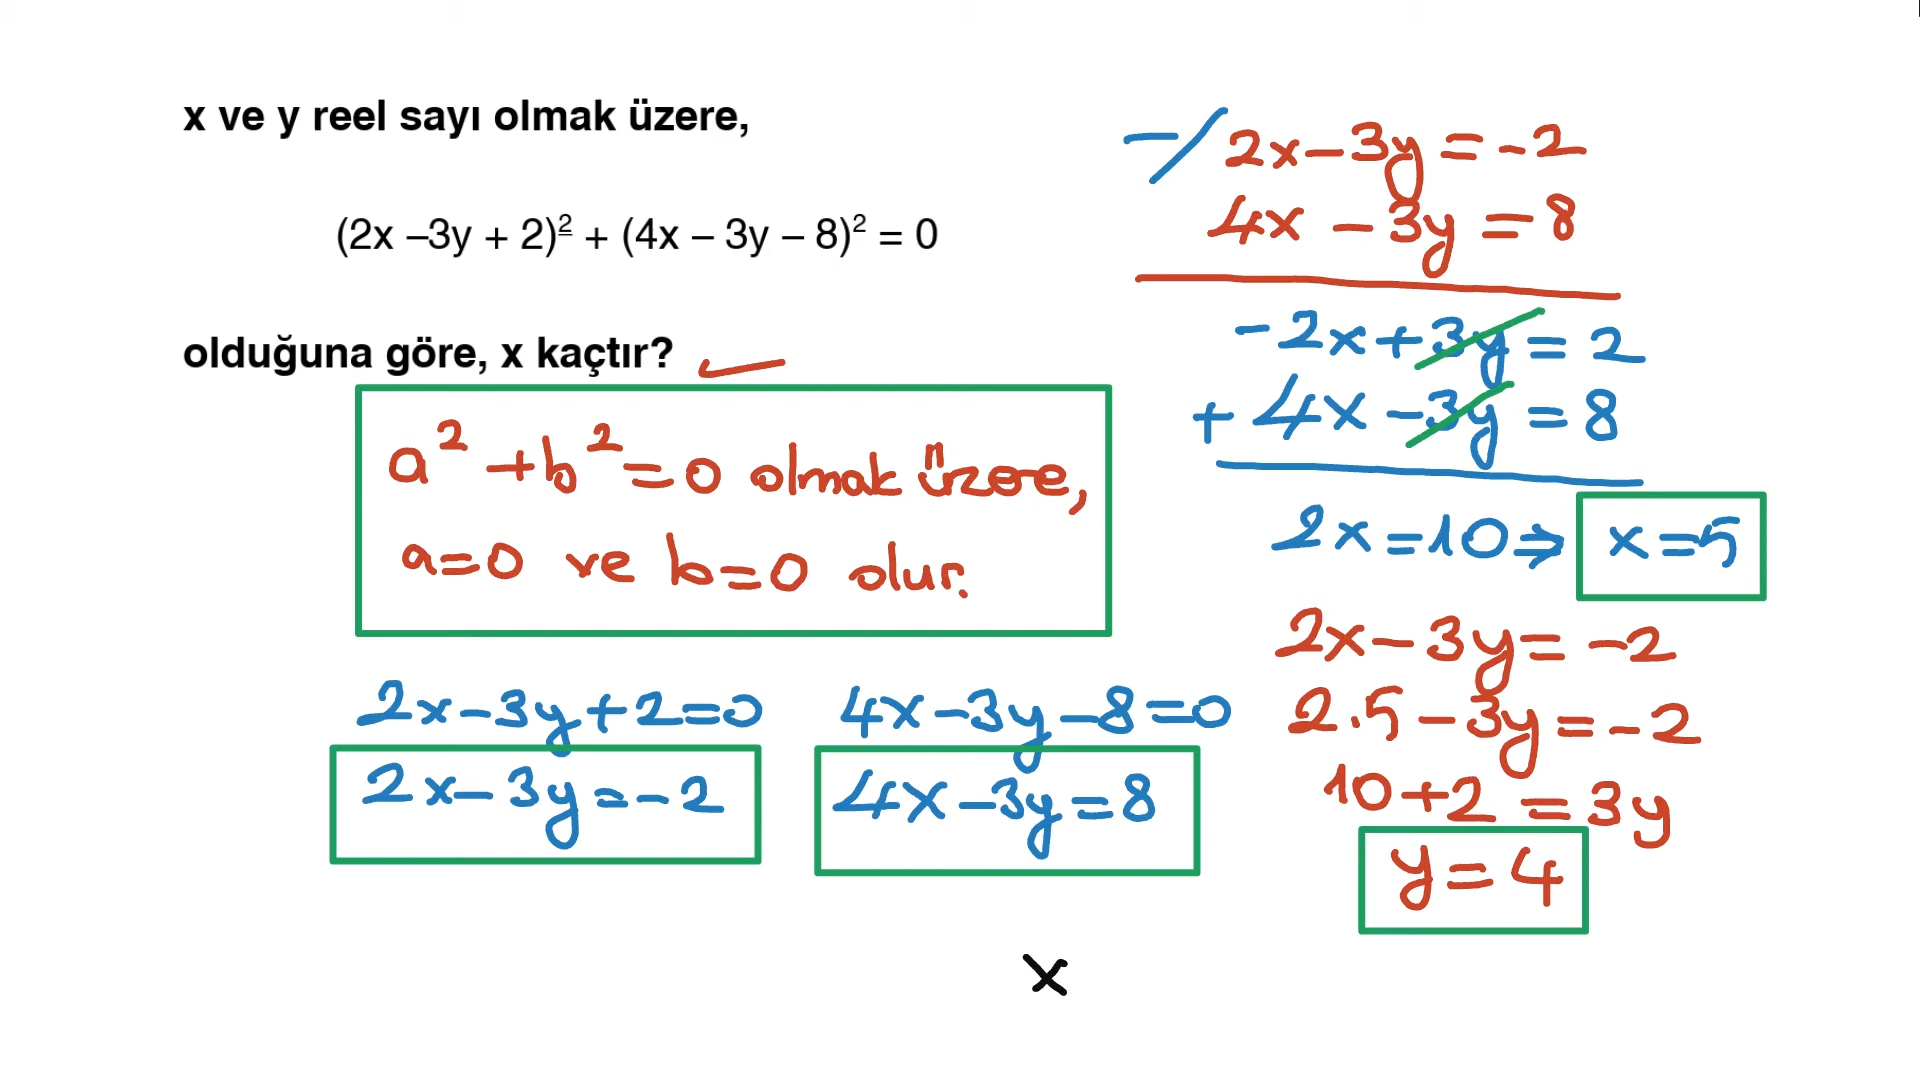 x ve y reel sayı olmak üzere,
(2x –3y + 2)² + (4x – 3y – 8)² = 0
olduğuna göre, x kaçtır?
a² + b² = 0 olmak üzere,
a=0 ve b=0 olur.
2x-3y+2=0
2x-3y=-2
4x-3y-8=0
4x-3y=8
-/ 2x-3y=-2
4x-3y=8
-2x+3y=2
+ 4x-3y=8
2x=10⇒ x=5
2x-3y=-2
2.5-3y=-2
10+2=3y
y=4
x